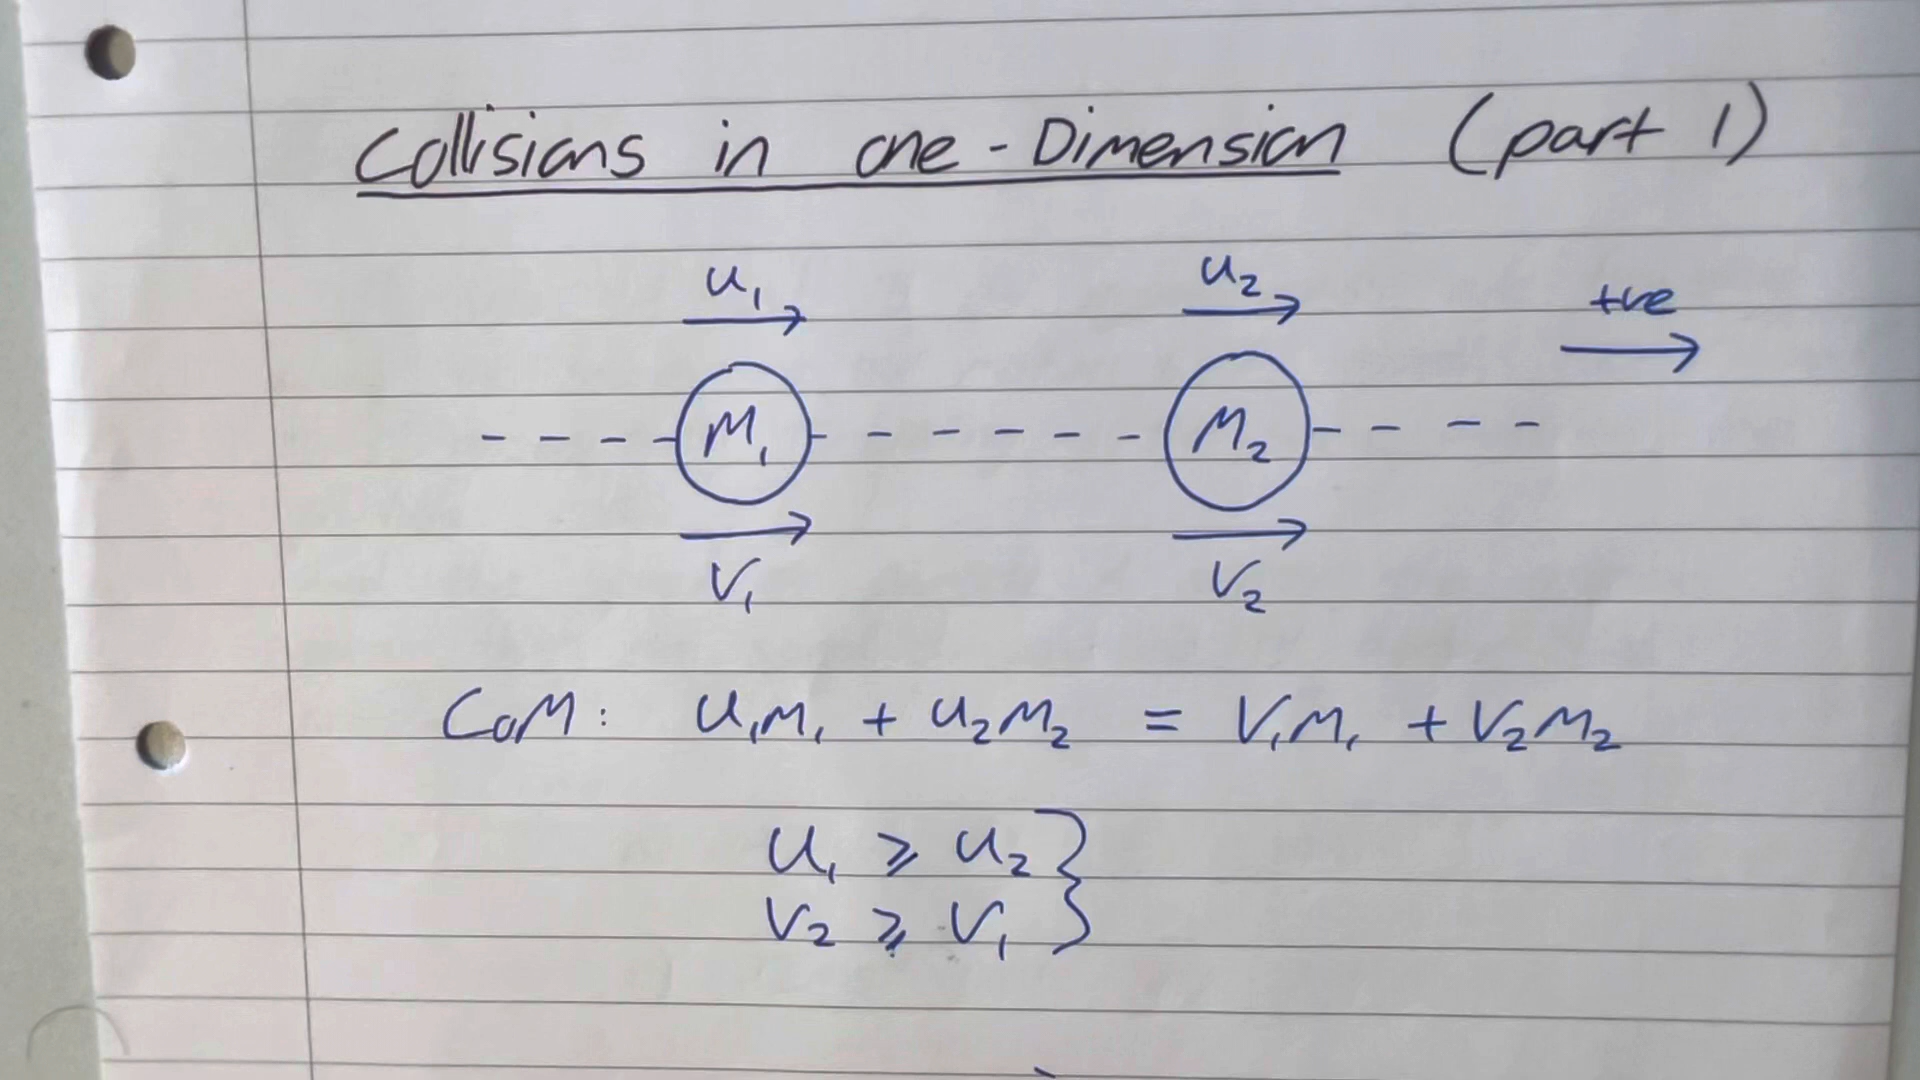 Collisions in one-Dimension (part 1)
u₁ u₂ +ve
M₁ M₂
V₁ V₂
CoM: u₁M₁ + u₂M₂ = V₁M₁ + V₂M₂
u₁ ⩾ u₂ }
V₂ ⩾ V₁